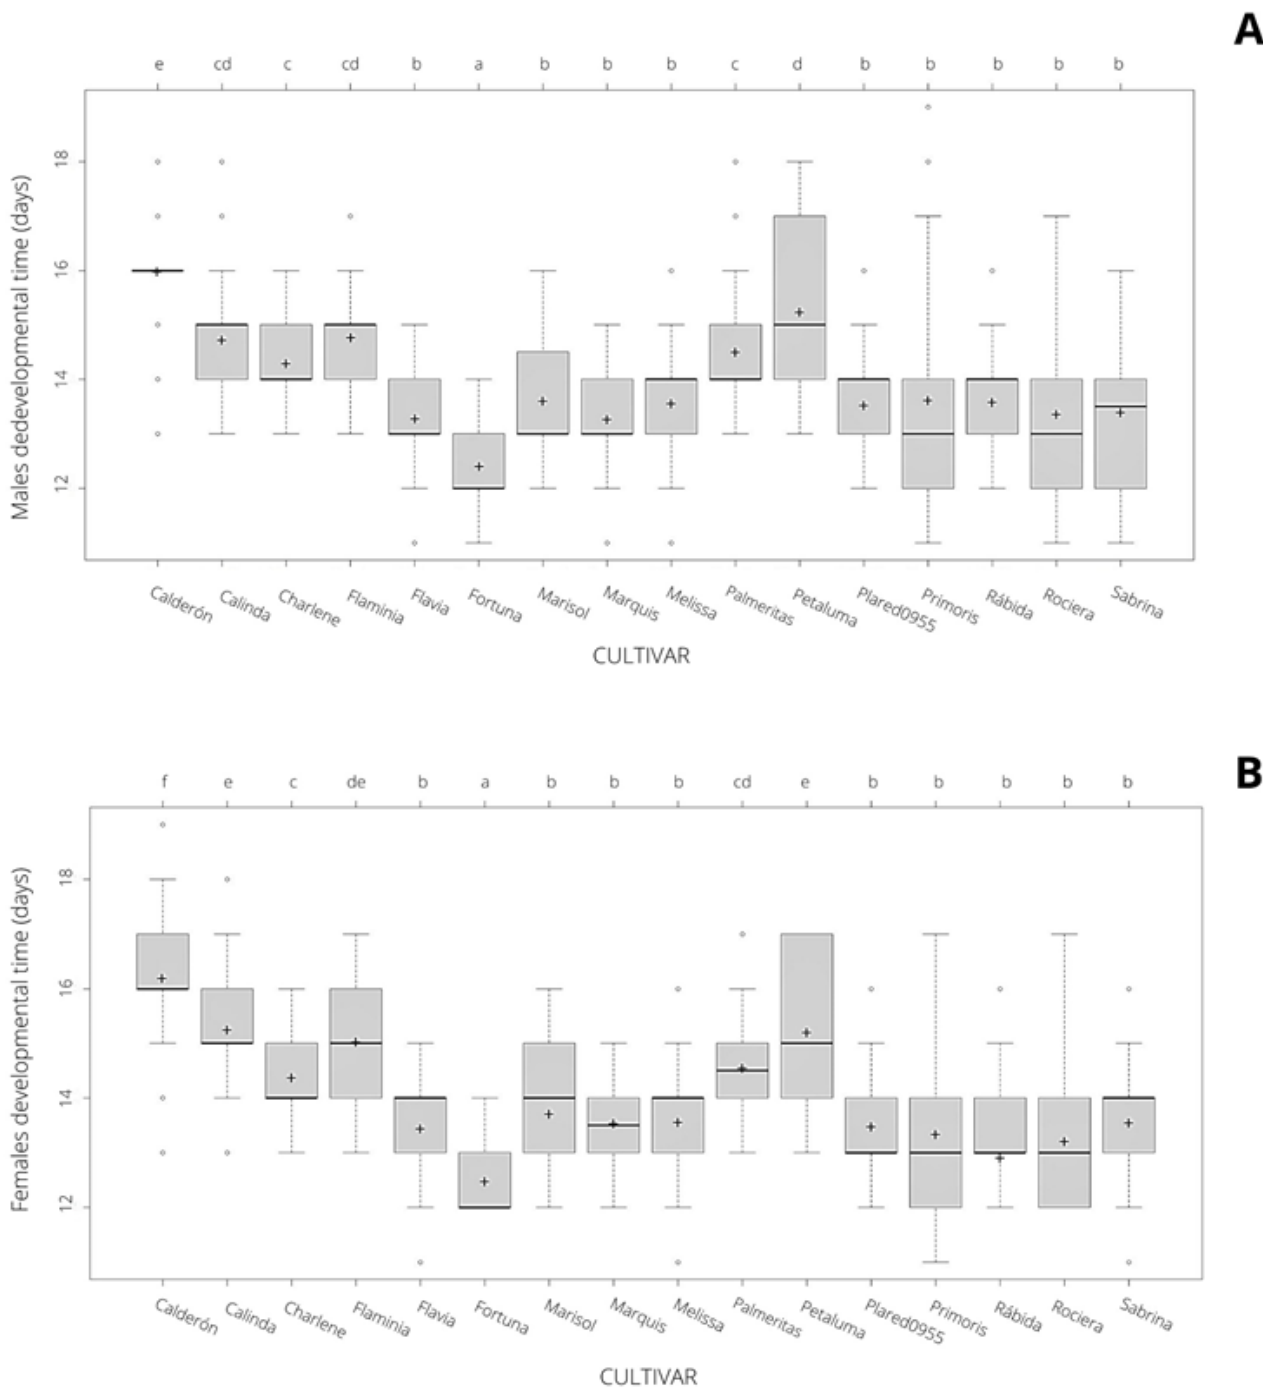 A
e cd c cd b a b b b c d b b b b b
Males dedevelopmental time (days)
18
16
14
12
Calderón Calinda Charlene Flaminia Flavia Fortuna Marisol Marquis Melissa Palmeritas Petaluma Plared0955 Primoris Rábida Rociera Sabrina
CULTIVAR
B
f e c de b a b b b cd e b b b b b
Females developmental time (days)
18
16
14
12
Calderón Calinda Charlene Flaminia Flavia Fortuna Marisol Marquis Melissa Palmeritas Petaluma Plared0955 Primoris Rábida Rociera Sabrina
CULTIVAR